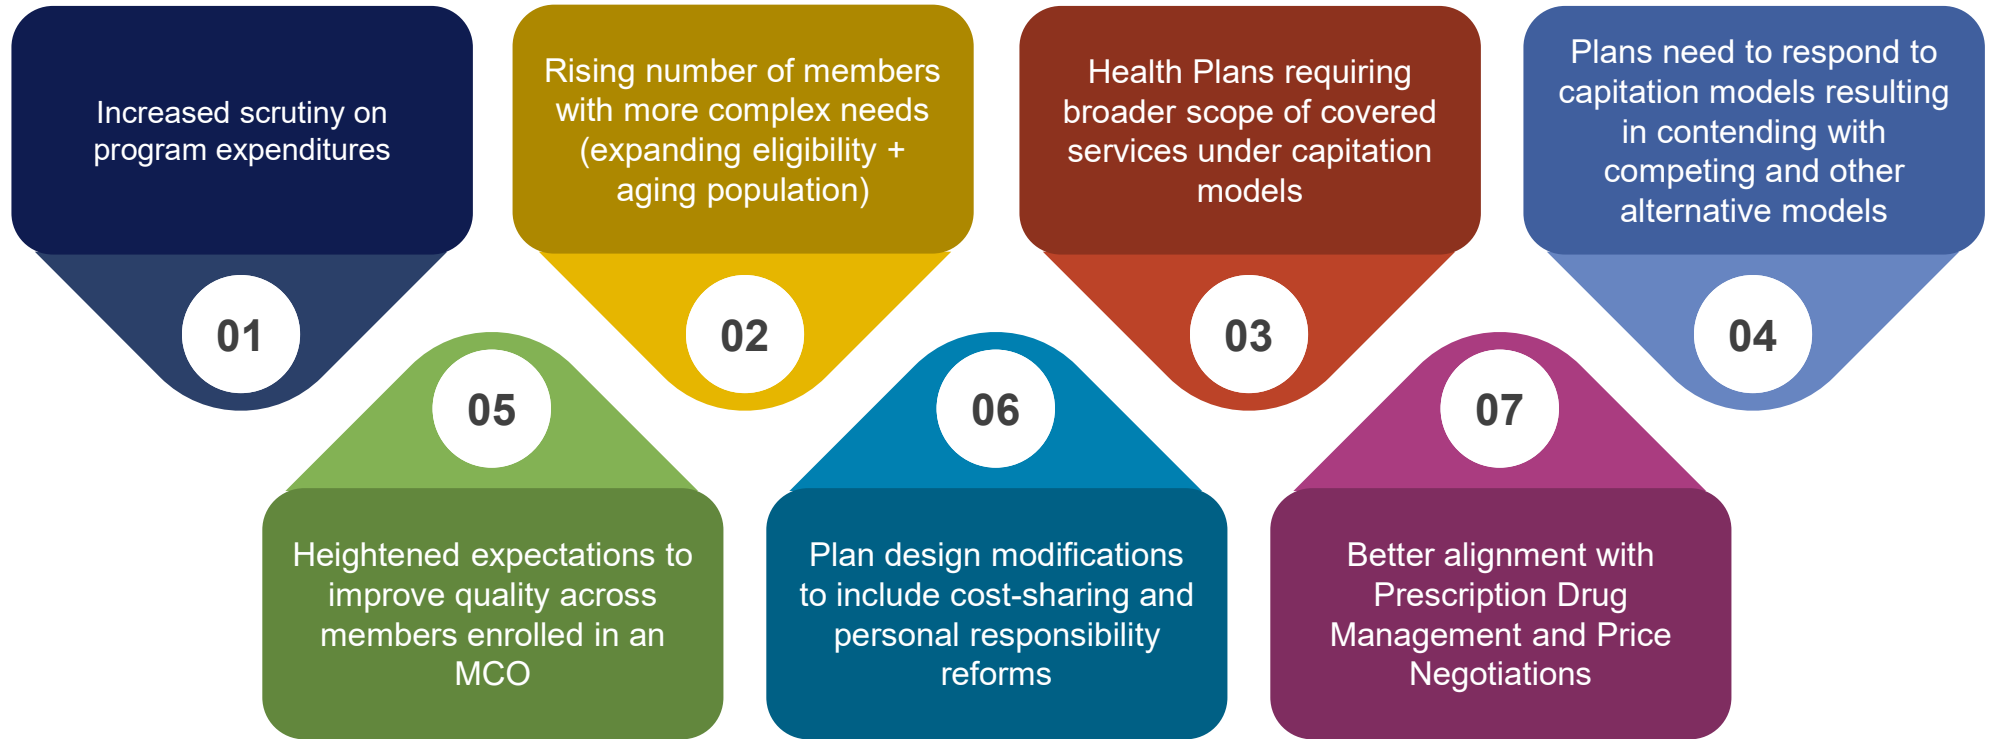 Increased scrutiny on
program expenditures
01
Rising number of members
with more complex needs
(expanding eligibility +
aging population)
02
Health Plans requiring
broader scope of covered
services under capitation
models
03
Plans need to respond to
capitation models resulting
in contending with
competing and other
alternative models
04
05
Heightened expectations to
improve quality across
members enrolled in an
MCO
06
Plan design modifications
to include cost-sharing and
personal responsibility
reforms
07
Better alignment with
Prescription Drug
Management and Price
Negotiations